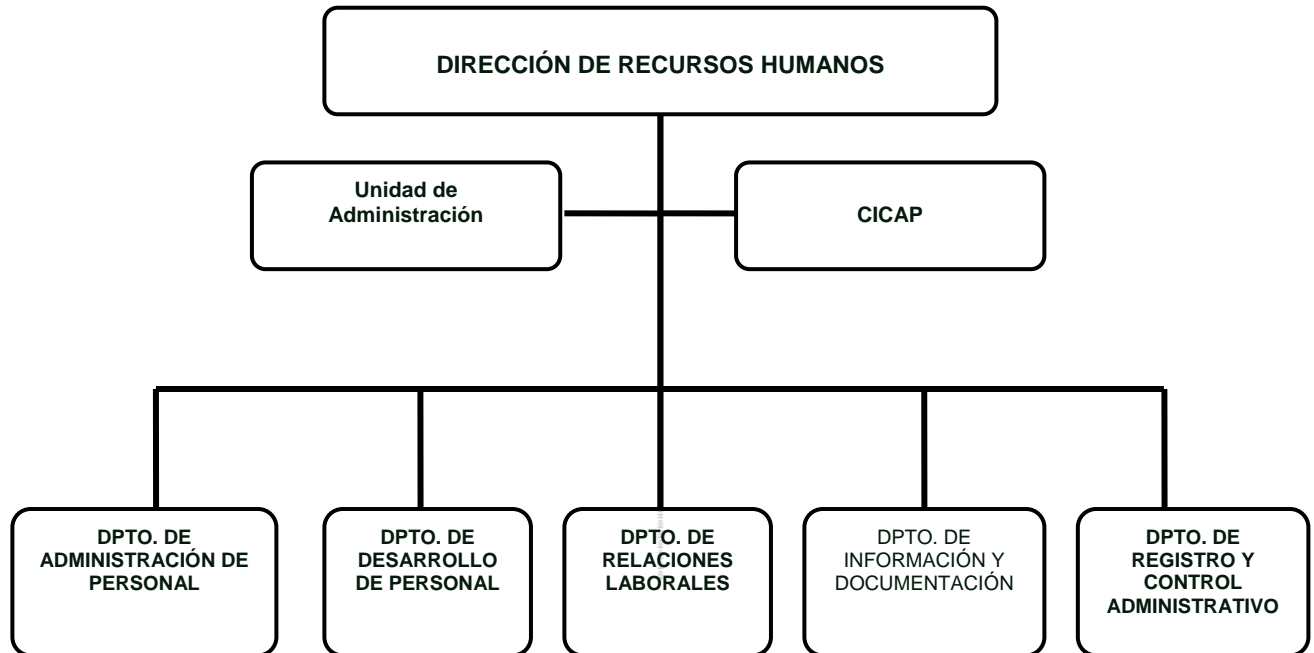 DIRECCIÓN DE RECURSOS HUMANOS
Unidad de
Administración
CICAP
DPTO. DE
ADMINISTRACIÓN DE
PERSONAL
DPTO. DE
DESARROLLO
DE PERSONAL
DPTO. DE
RELACIONES
LABORALES
DPTO. DE
INFORMACIÓN Y
DOCUMENTACIÓN
DPTO. DE
REGISTRO Y
CONTROL
ADMINISTRATIVO